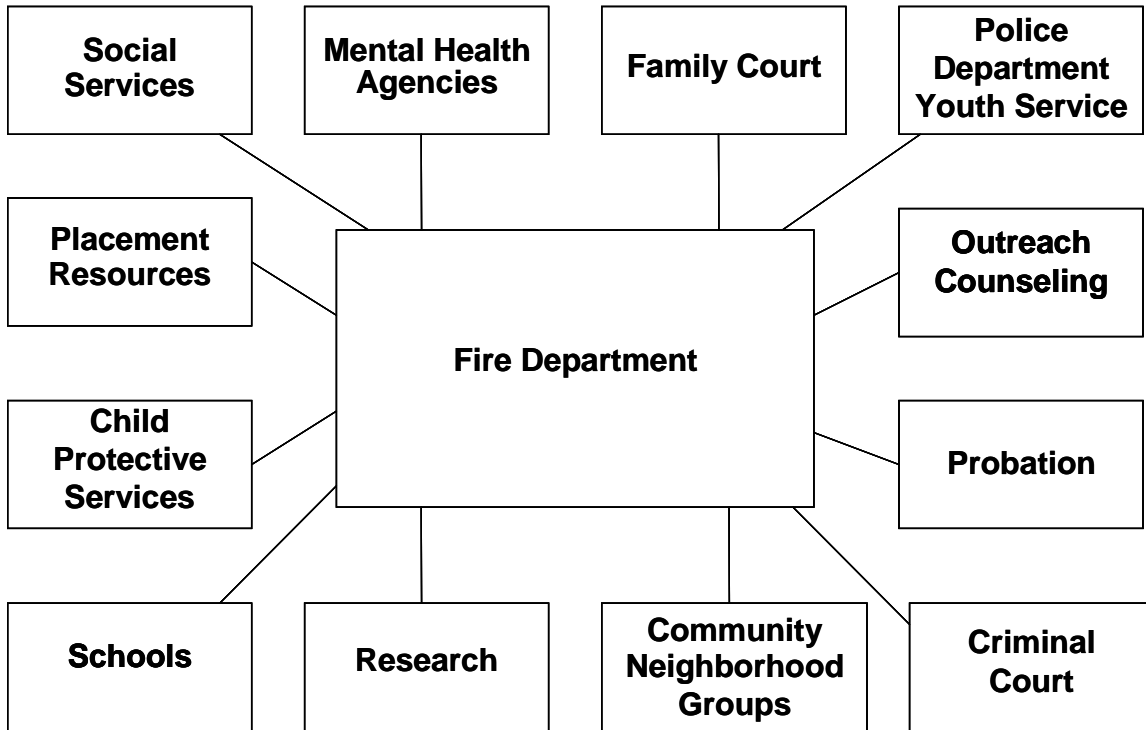 Social
Services
Mental Health
Agencies
Family Court
Police
Department
Youth Service
Placement
Resources
Outreach
Counseling
Fire Department
Child
Protective
Services
Probation
Schools
Research
Community
Neighborhood
Groups
Criminal
Court